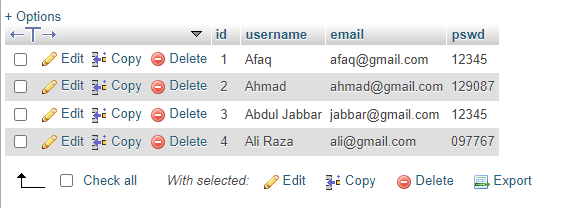 + Options
id username email pswd
Edit Copy Delete 1 Afaq afaq@gmail.com 12345
Edit Copy Delete 2 Ahmad ahmad@gmail.com 129087
Edit Copy Delete 3 Abdul Jabbar jabbar@gmail.com 12345
Edit Copy Delete 4 Ali Raza ali@gmail.com 097767
Check all With selected: Edit Copy Delete Export